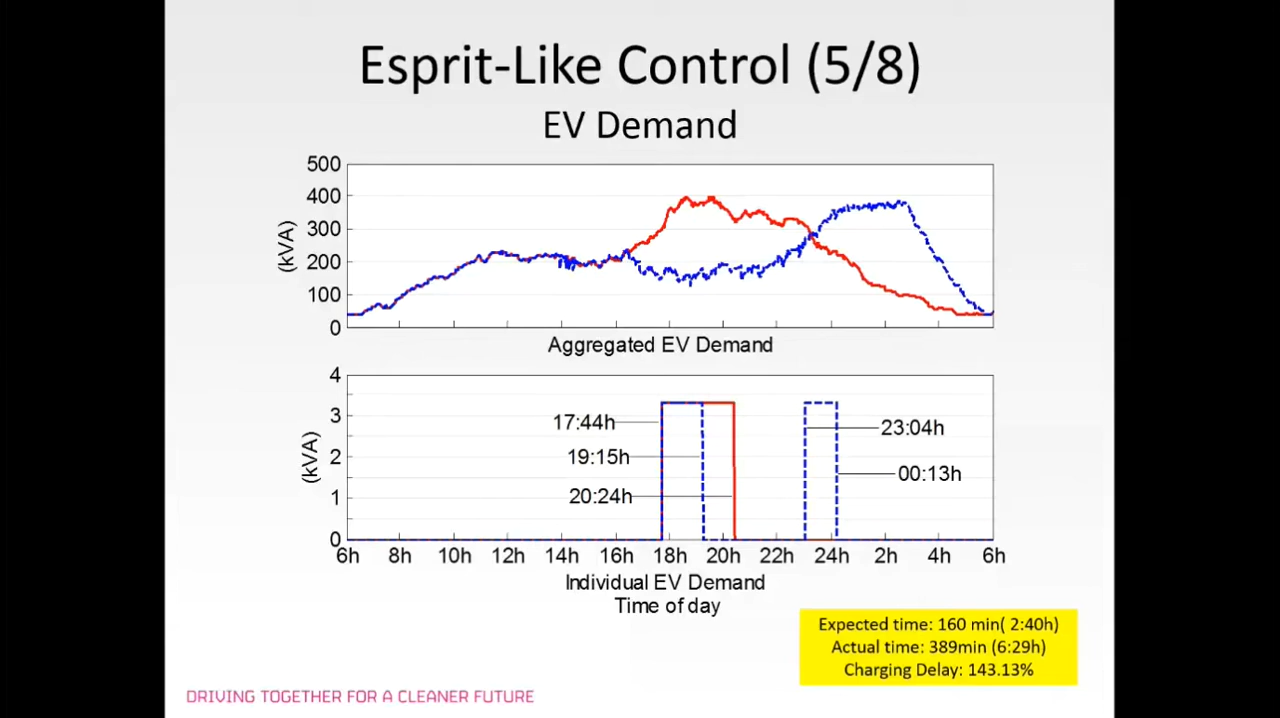 Esprit-Like Control (5/8)
EV Demand
500
400
300
200
100
0
(kVA)
Aggregated EV Demand
4
3
2
1
0
(kVA)
17:44h
19:15h
20:24h
23:04h
00:13h
6h 8h 10h 12h 14h 16h 18h 20h 22h 24h 2h 4h 6h
Individual EV Demand
Time of day
Expected time: 160 min( 2:40h)
Actual time: 389min (6:29h)
Charging Delay: 143.13%
DRIVING TOGETHER FOR A CLEANER FUTURE